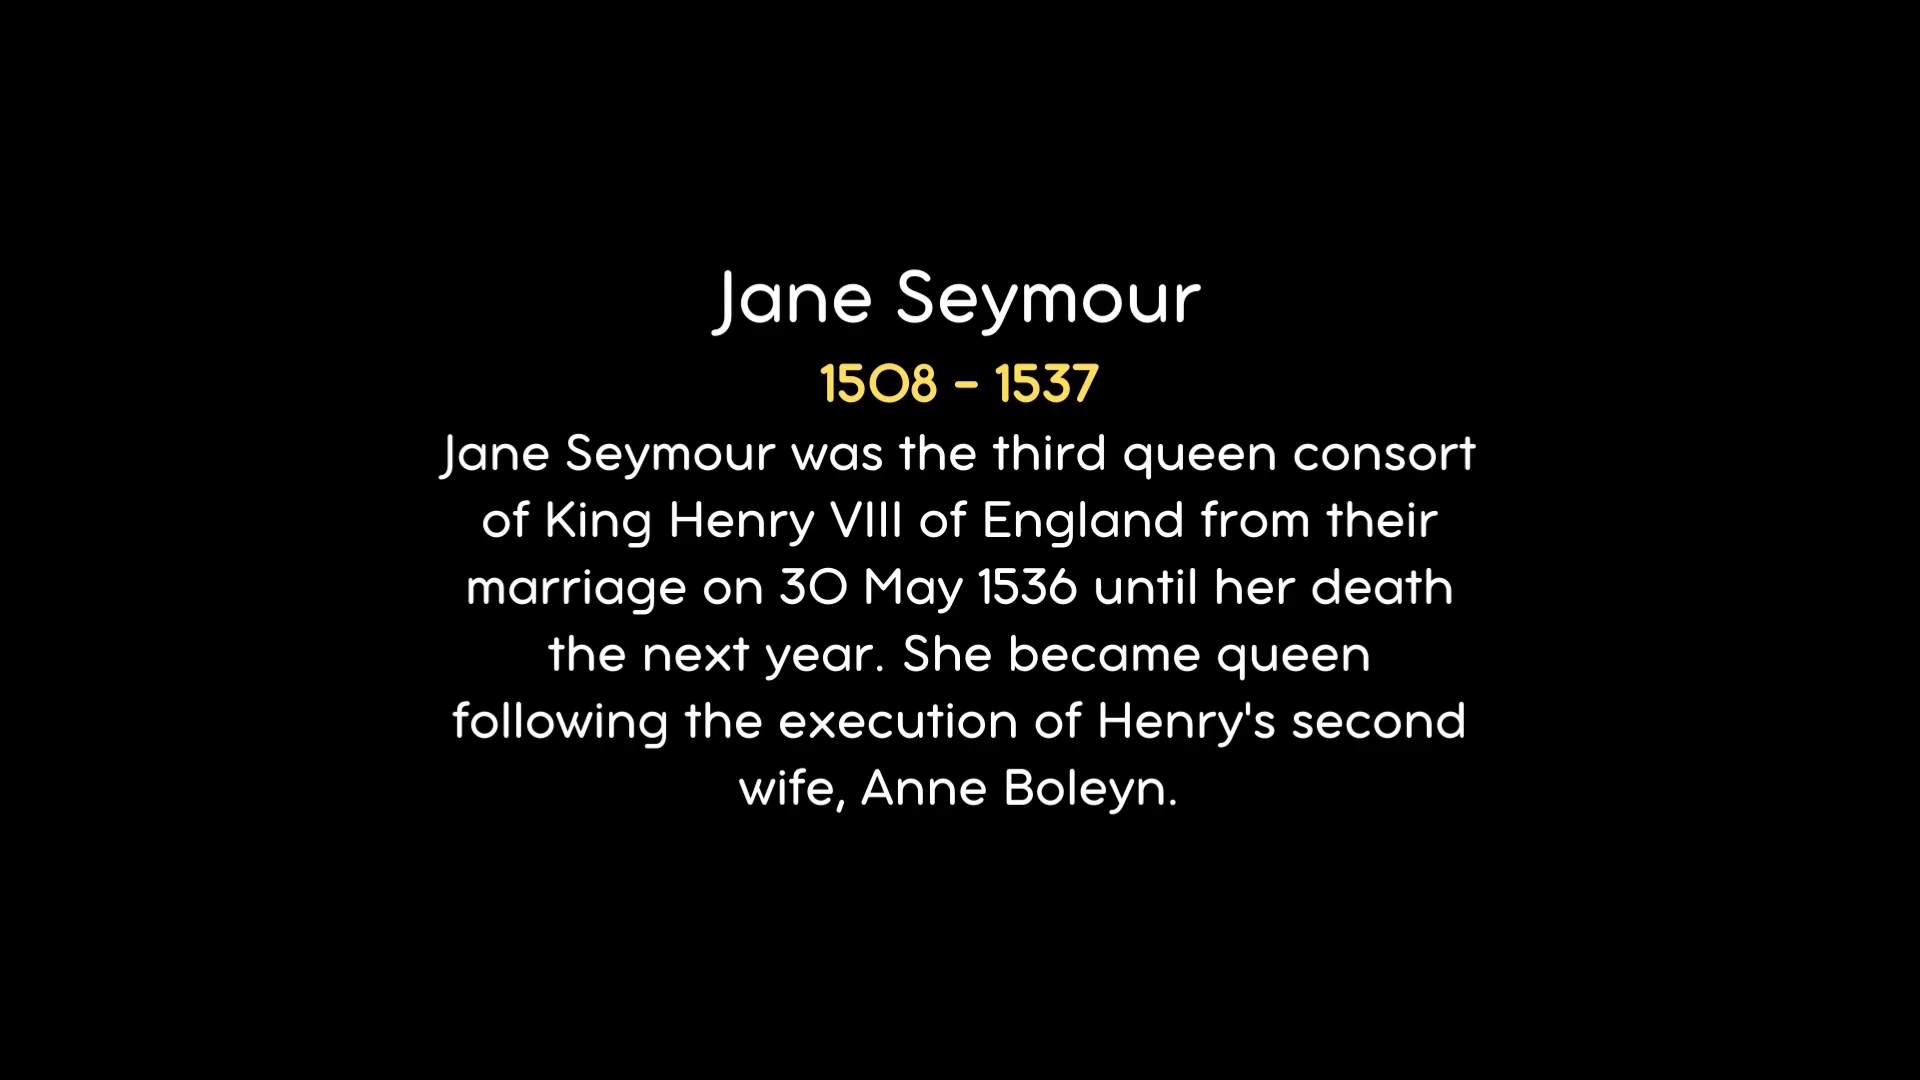 Jane Seymour
1508 - 1537
Jane Seymour was the third queen consort
of King Henry VIII of England from their
marriage on 30 May 1536 until her death
the next year. She became queen
following the execution of Henry's second
wife, Anne Boleyn.